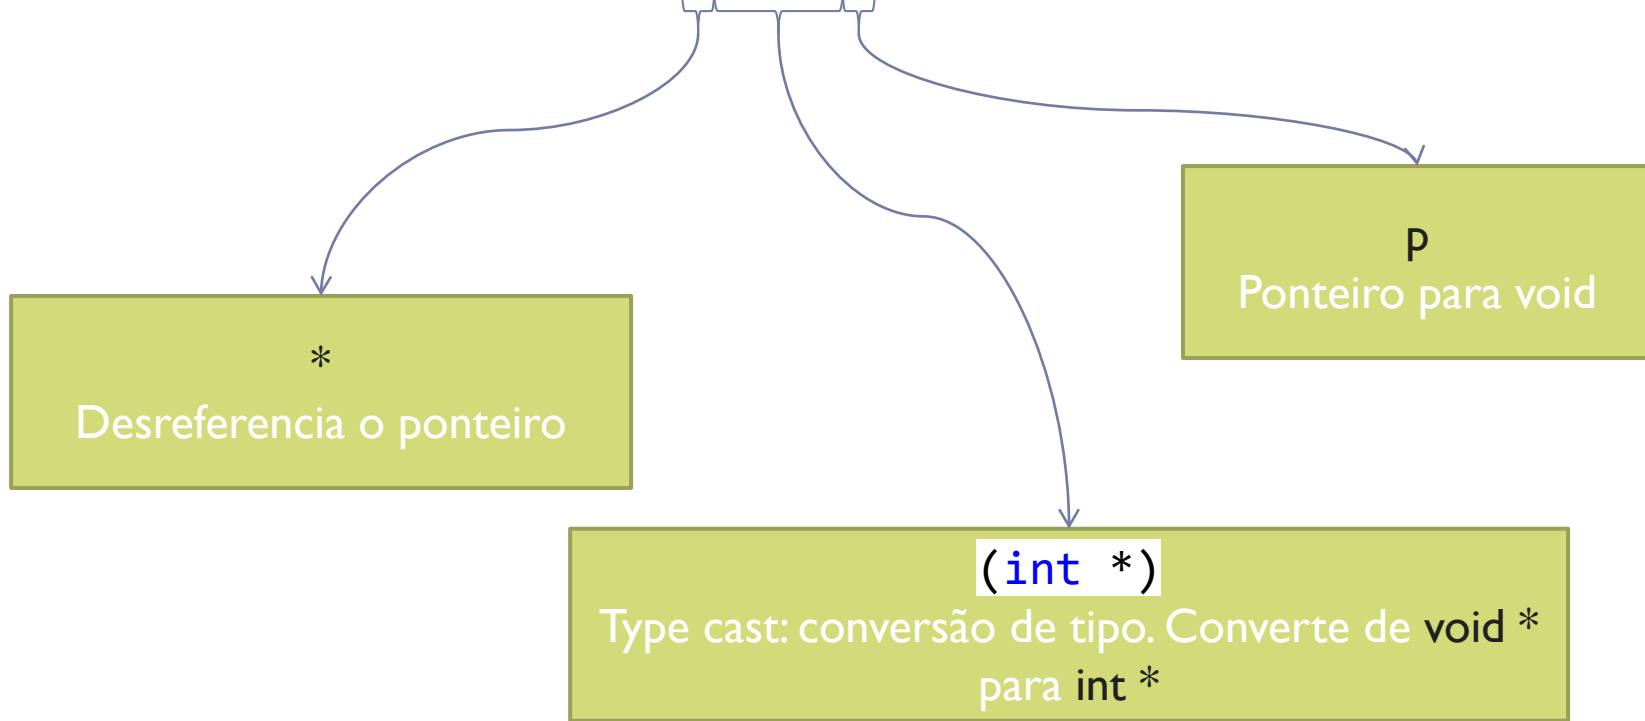 p
Ponteiro para void
*
Desreferencia o ponteiro
(int *)
Type cast: conversão de tipo. Converte de void *
para int *